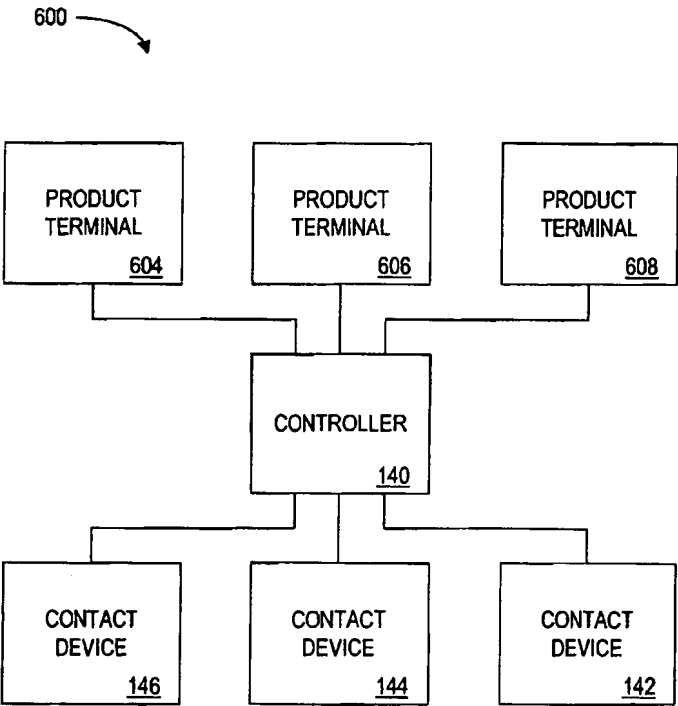 600
PRODUCT
TERMINAL
604
PRODUCT
TERMINAL
606
PRODUCT
TERMINAL
608
CONTROLLER
140
CONTACT
DEVICE
146
CONTACT
DEVICE
144
CONTACT
DEVICE
142